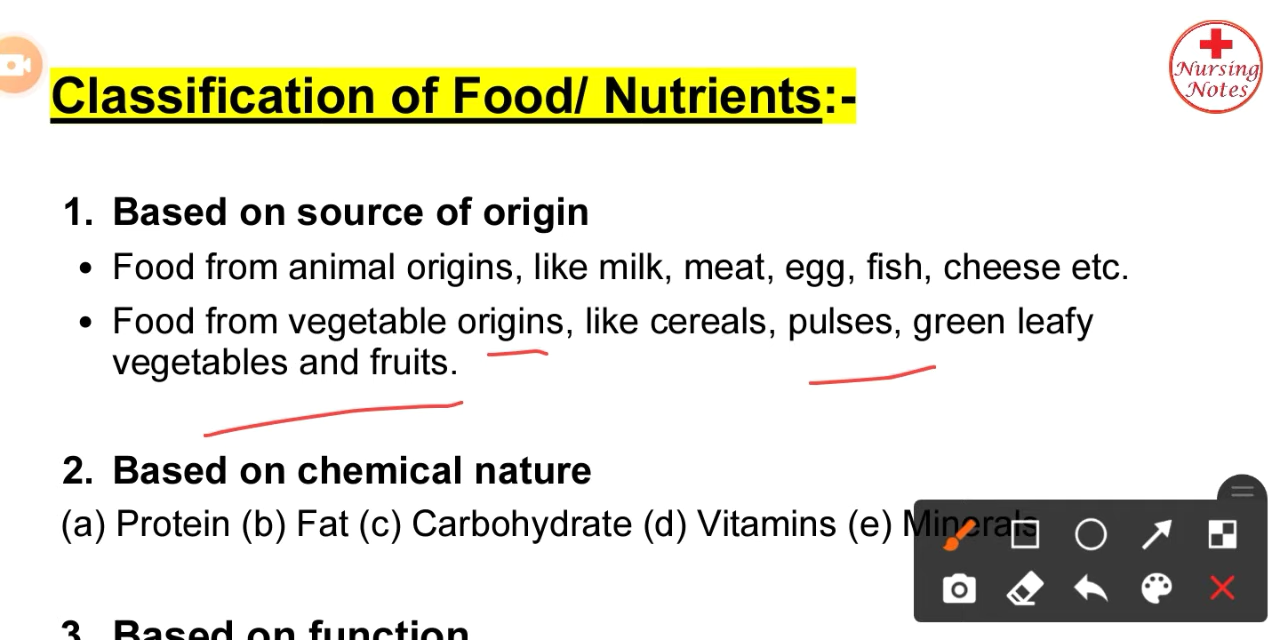 Nursing
Notes
Classification of Food/ Nutrients:-
1. Based on source of origin
• Food from animal origins, like milk, meat, egg, fish, cheese etc.
• Food from vegetable origins, like cereals, pulses, green leafy
vegetables and fruits.
2. Based on chemical nature
(a) Protein (b) Fat (c) Carbohydrate (d) Vitamins (e) Minerals
3. Based on function